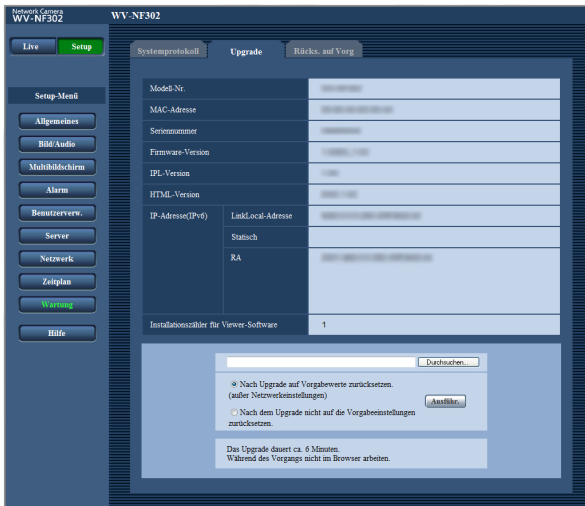 Network Camera
WV-NF302
WV-NF302
Live
Setup
Systemprotokoll
Upgrade
Rücks. auf Vorg
Setup-Menü
Allgemeines
Bild/Audio
Multibildschirm
Alarm
Benutzerverw.
Server
Netzwerk
Zeitplan
Wartung
Hilfe
Modell-Nr.
MAC-Adresse
Seriennummer
Firmware-Version
IPL-Version
HTML-Version
IP-Adresse(IPv6)
LinkLocal-Adresse
Statisch
RA
Installationszähler für Viewer-Software
1
Durchsuchen...
Nach Upgrade auf Vorgabewerte zurücksetzen.
(außer Netzwerkeinstellungen)
Ausführ.
Nach dem Upgrade nicht auf die Vorgabeeinstellungen
zurücksetzen.
Das Upgrade dauert ca. 6 Minuten.
Während des Vorgangs nicht im Browser arbeiten.